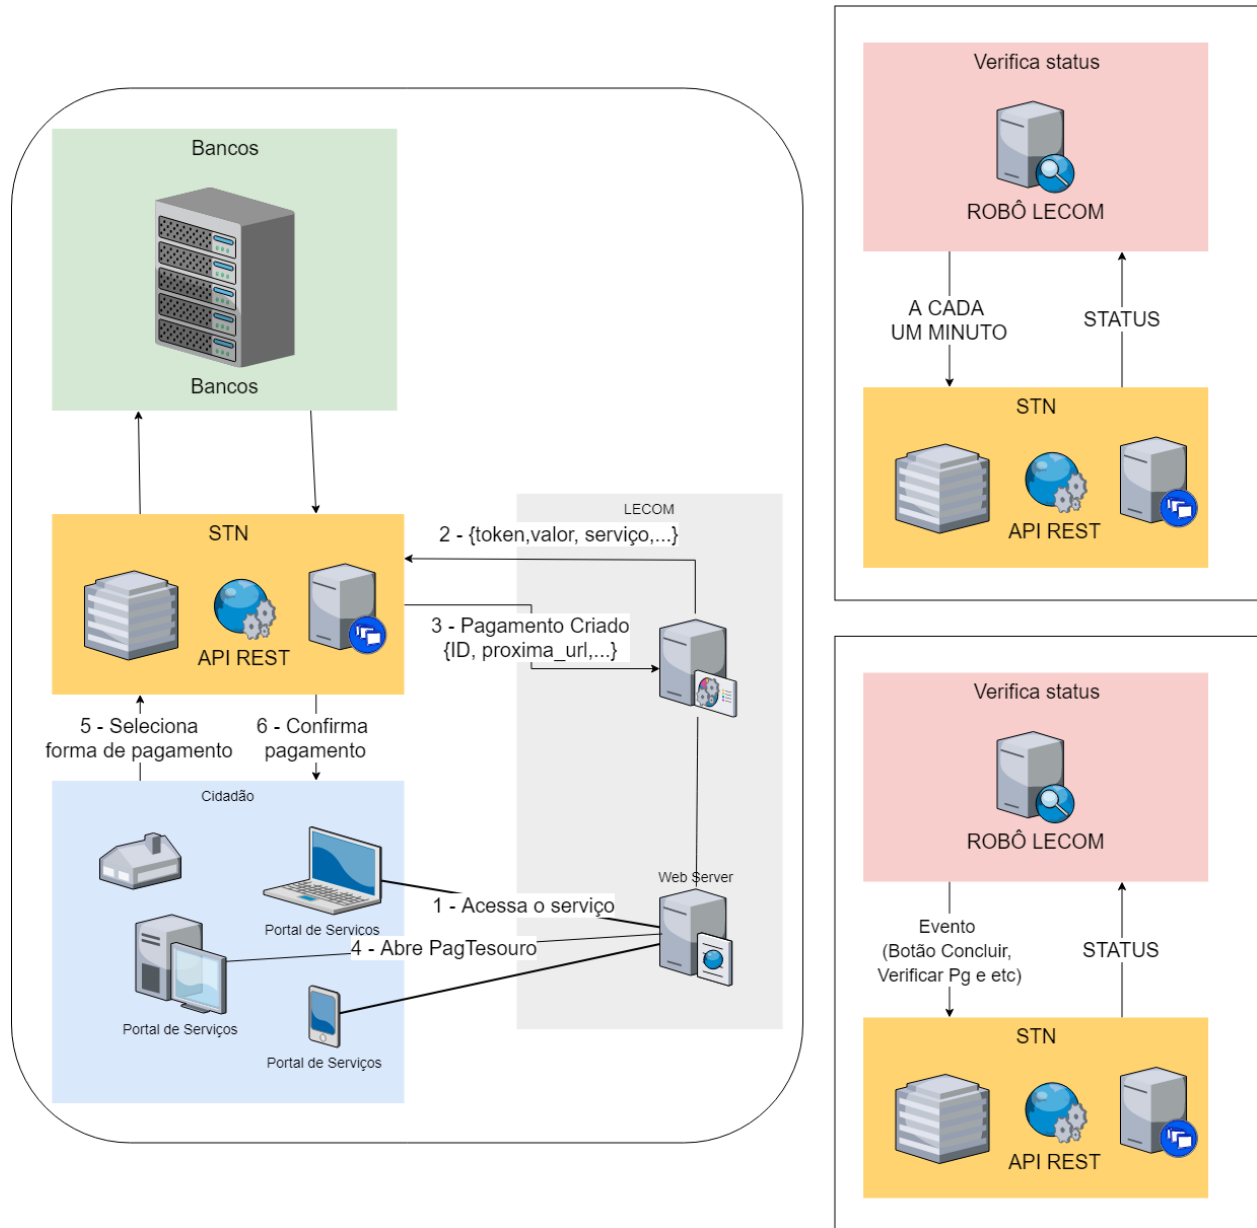 Bancos
Bancos
STN
API REST
LECOM
2 - {token,valor, serviço,...}
3 - Pagamento Criado
{ID, proxima_url,...}
5 - Seleciona
forma de pagamento
6 - Confirma
pagamento
Cidadão
Portal de Serviços
Portal de Serviços
Portal de Serviços
1 - Acessa o serviço
4 - Abre PagTesouro
Web Server
Verifica status
ROBÔ LECOM
A CADA
UM MINUTO
STATUS
STN
API REST
Verifica status
ROBÔ LECOM
Evento
(Botão Concluir,
Verificar Pg e etc)
STATUS
STN
API REST